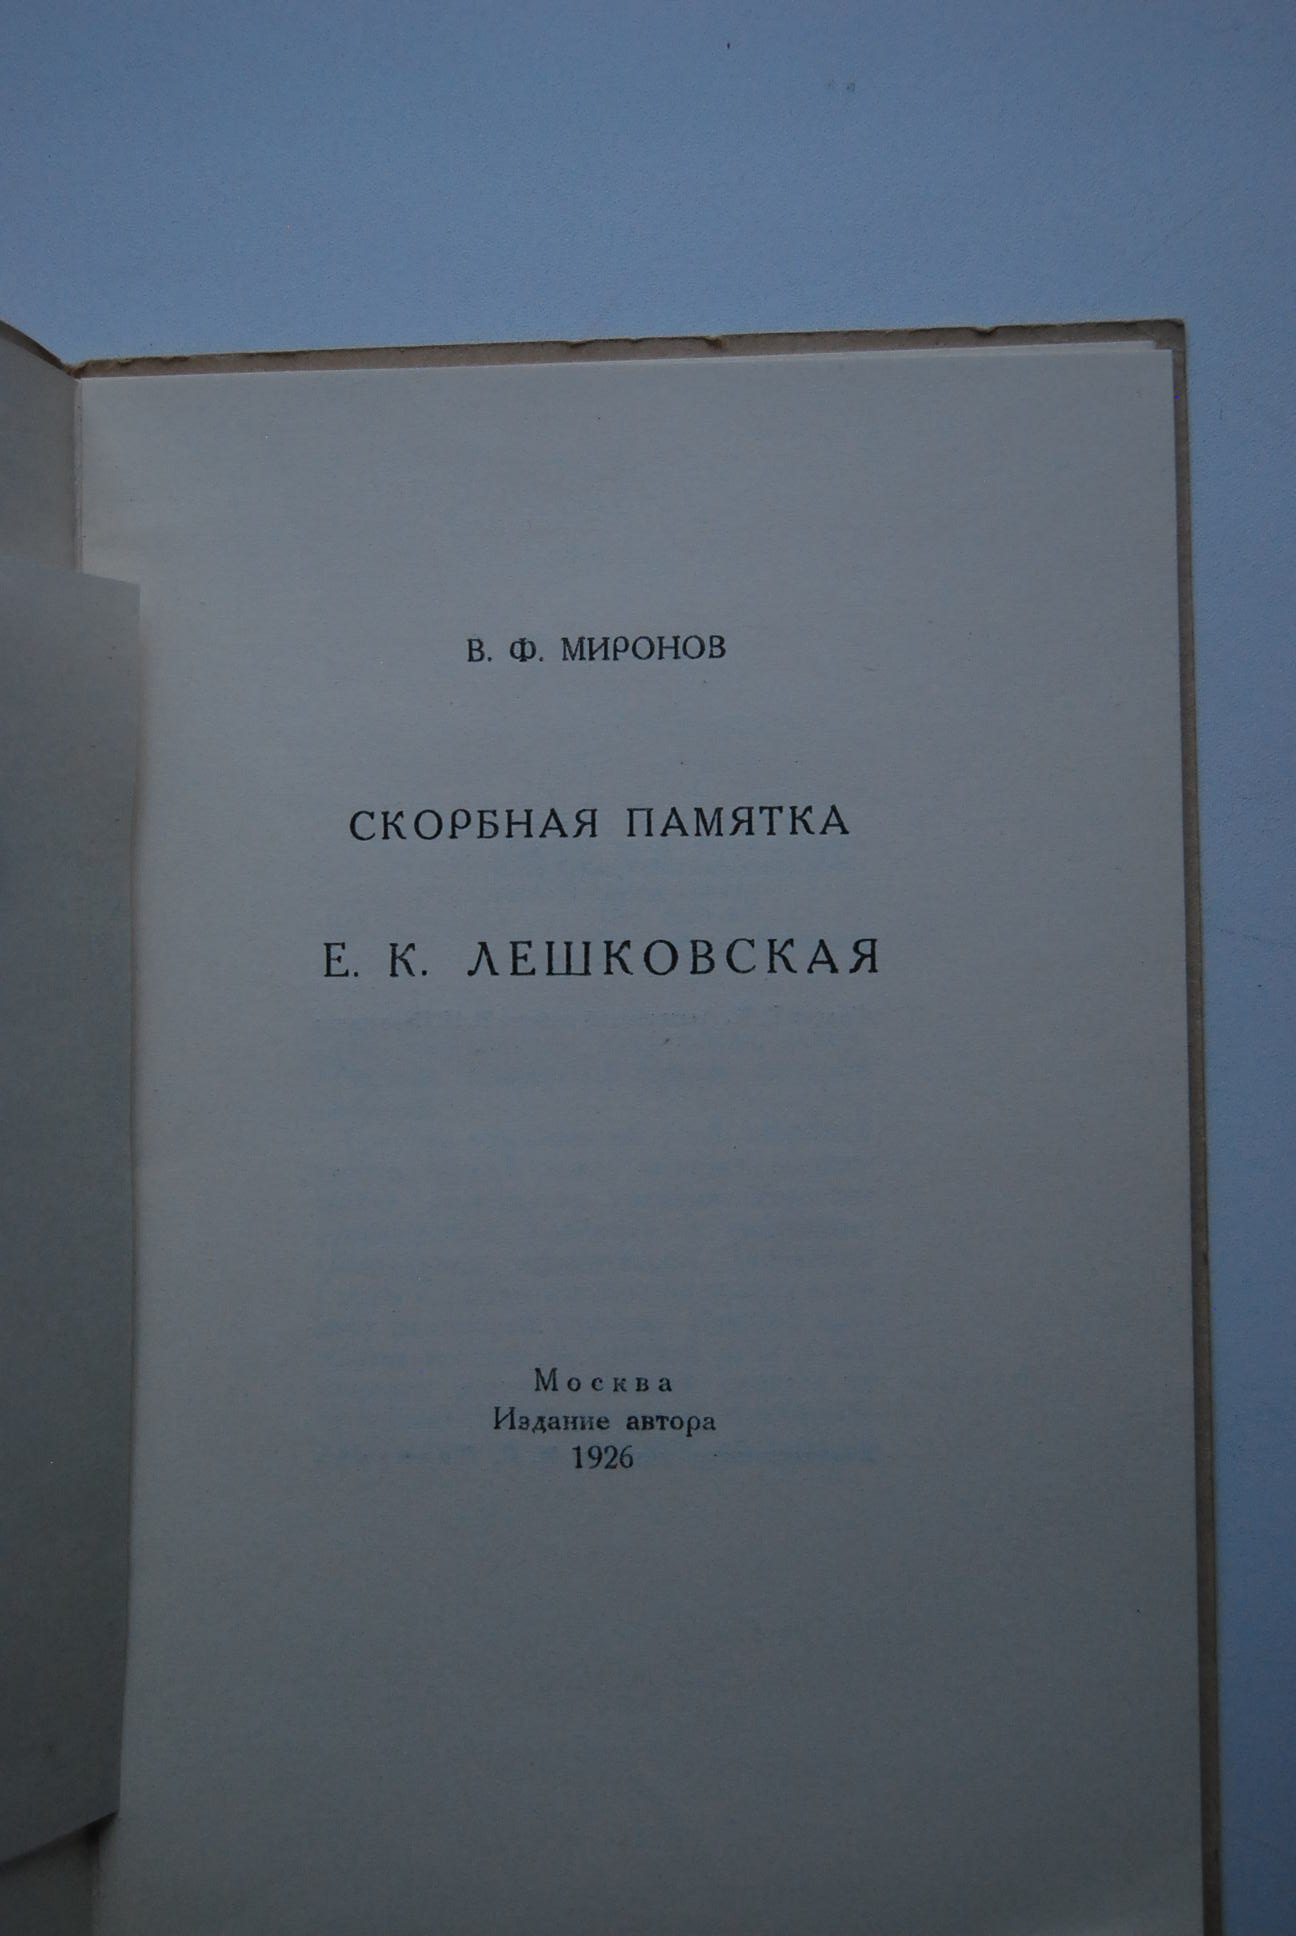 В. Ф. МИРОНОВ
СКОРБНАЯ ПАМЯТКА
Е. К. ЛЕШКОВСКАЯ
Москва
Издание автора
1926